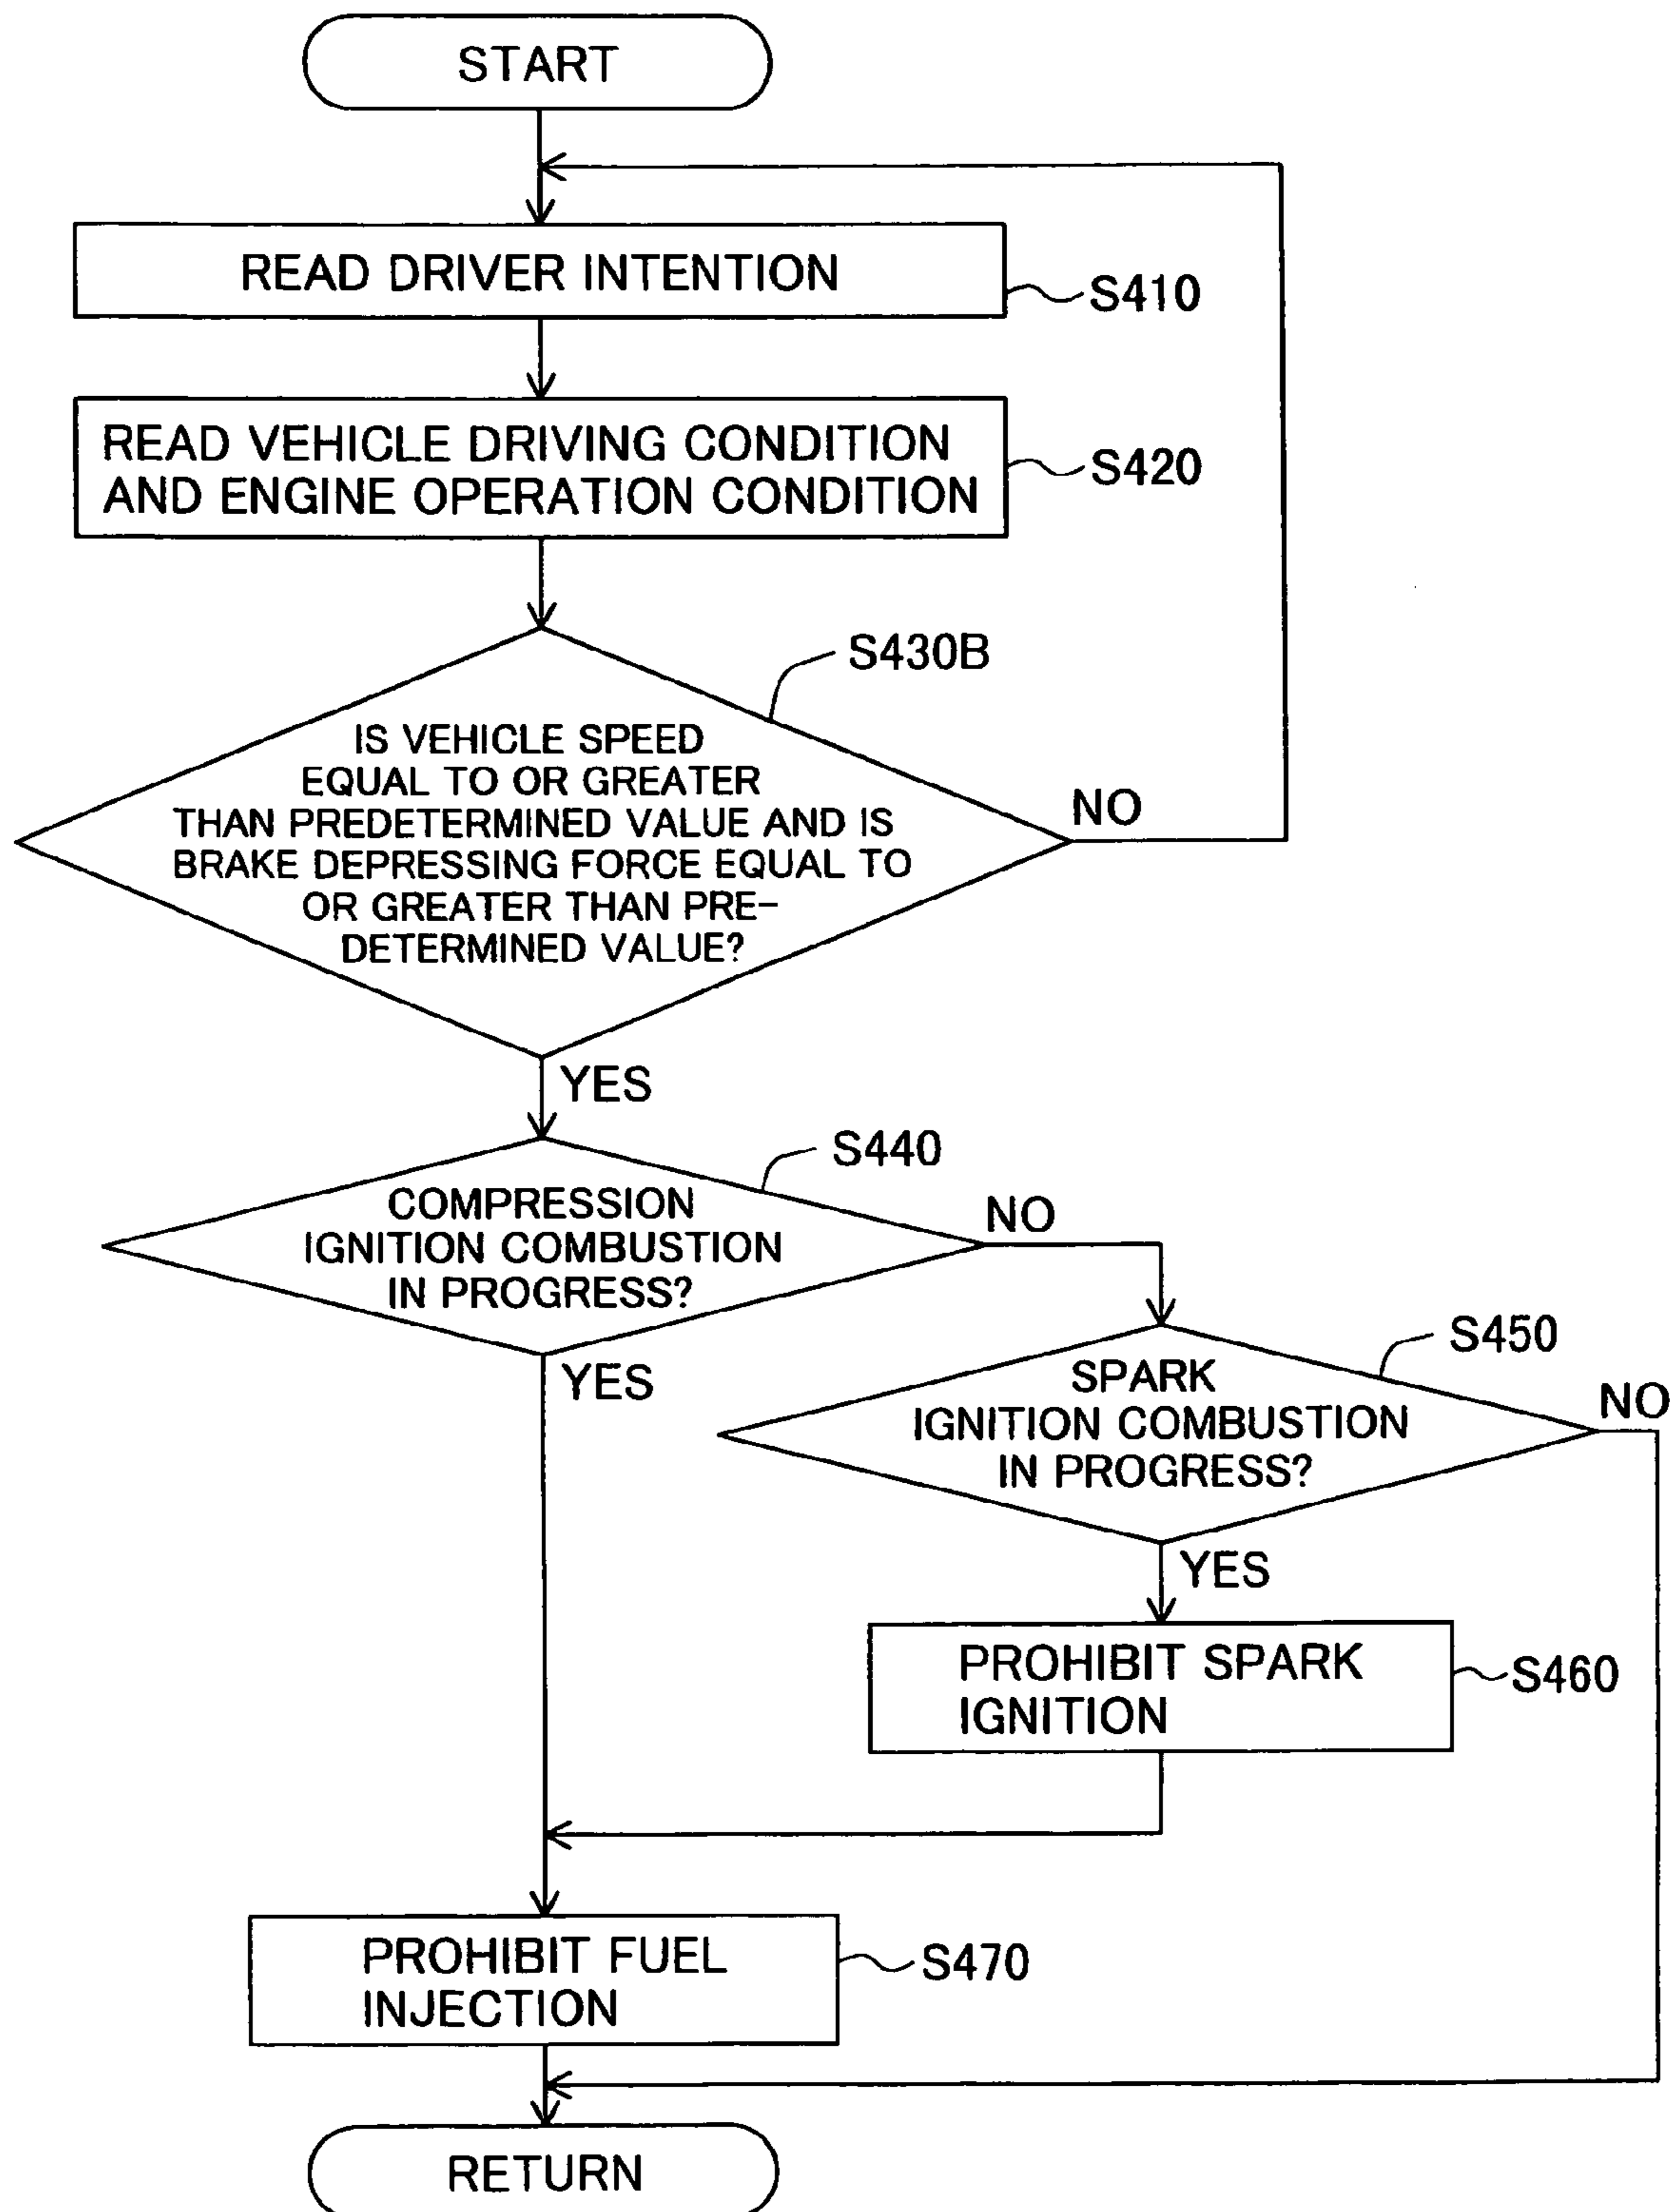 START
READ DRIVER INTENTION
S410
READ VEHICLE DRIVING CONDITION
AND ENGINE OPERATION CONDITION
S420
S430B
IS VEHICLE SPEED
EQUAL TO OR GREATER
THAN PREDETERMINED VALUE AND IS
BRAKE DEPRESSING FORCE EQUAL TO
OR GREATER THAN PRE-
DETERMINED VALUE?
NO
YES
S440
COMPRESSION
IGNITION COMBUSTION
IN PROGRESS?
NO
YES
S450
SPARK
IGNITION COMBUSTION
IN PROGRESS?
NO
YES
PROHIBIT SPARK
IGNITION
S460
PROHIBIT FUEL
INJECTION
S470
RETURN